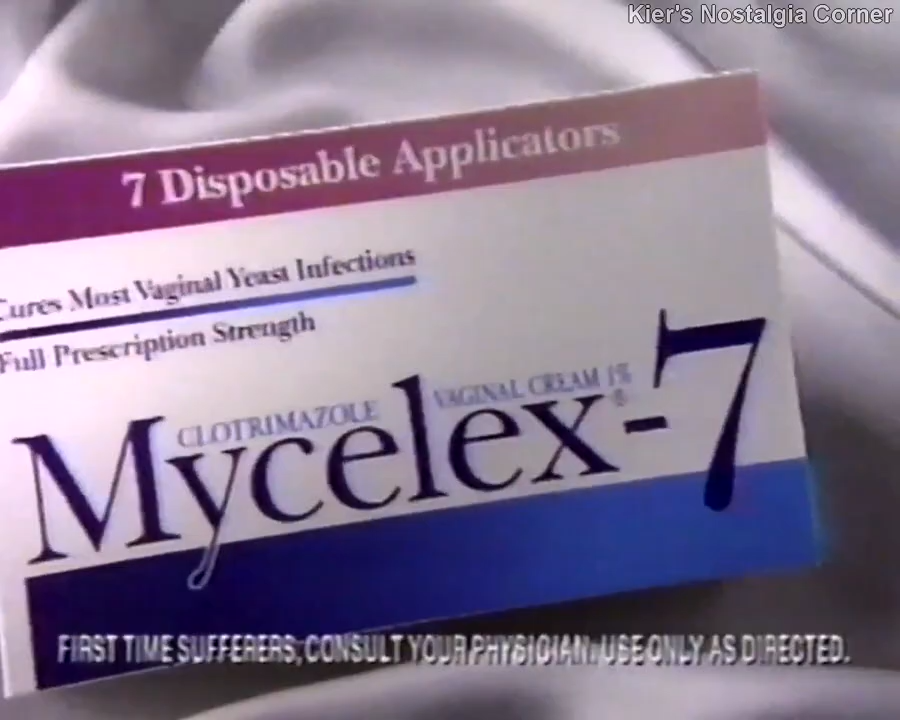 Kier's Nostalgia Corner
7 Disposable Applicators
Cures Most Vaginal Yeast Infections
Full Prescription Strength
CLOTRIMAZOLE VAGINAL CREAM 1%
Mycelex®-7
FIRST TIME SUFFERERS, CONSULT YOUR PHYSICIAN. USE ONLY AS DIRECTED.